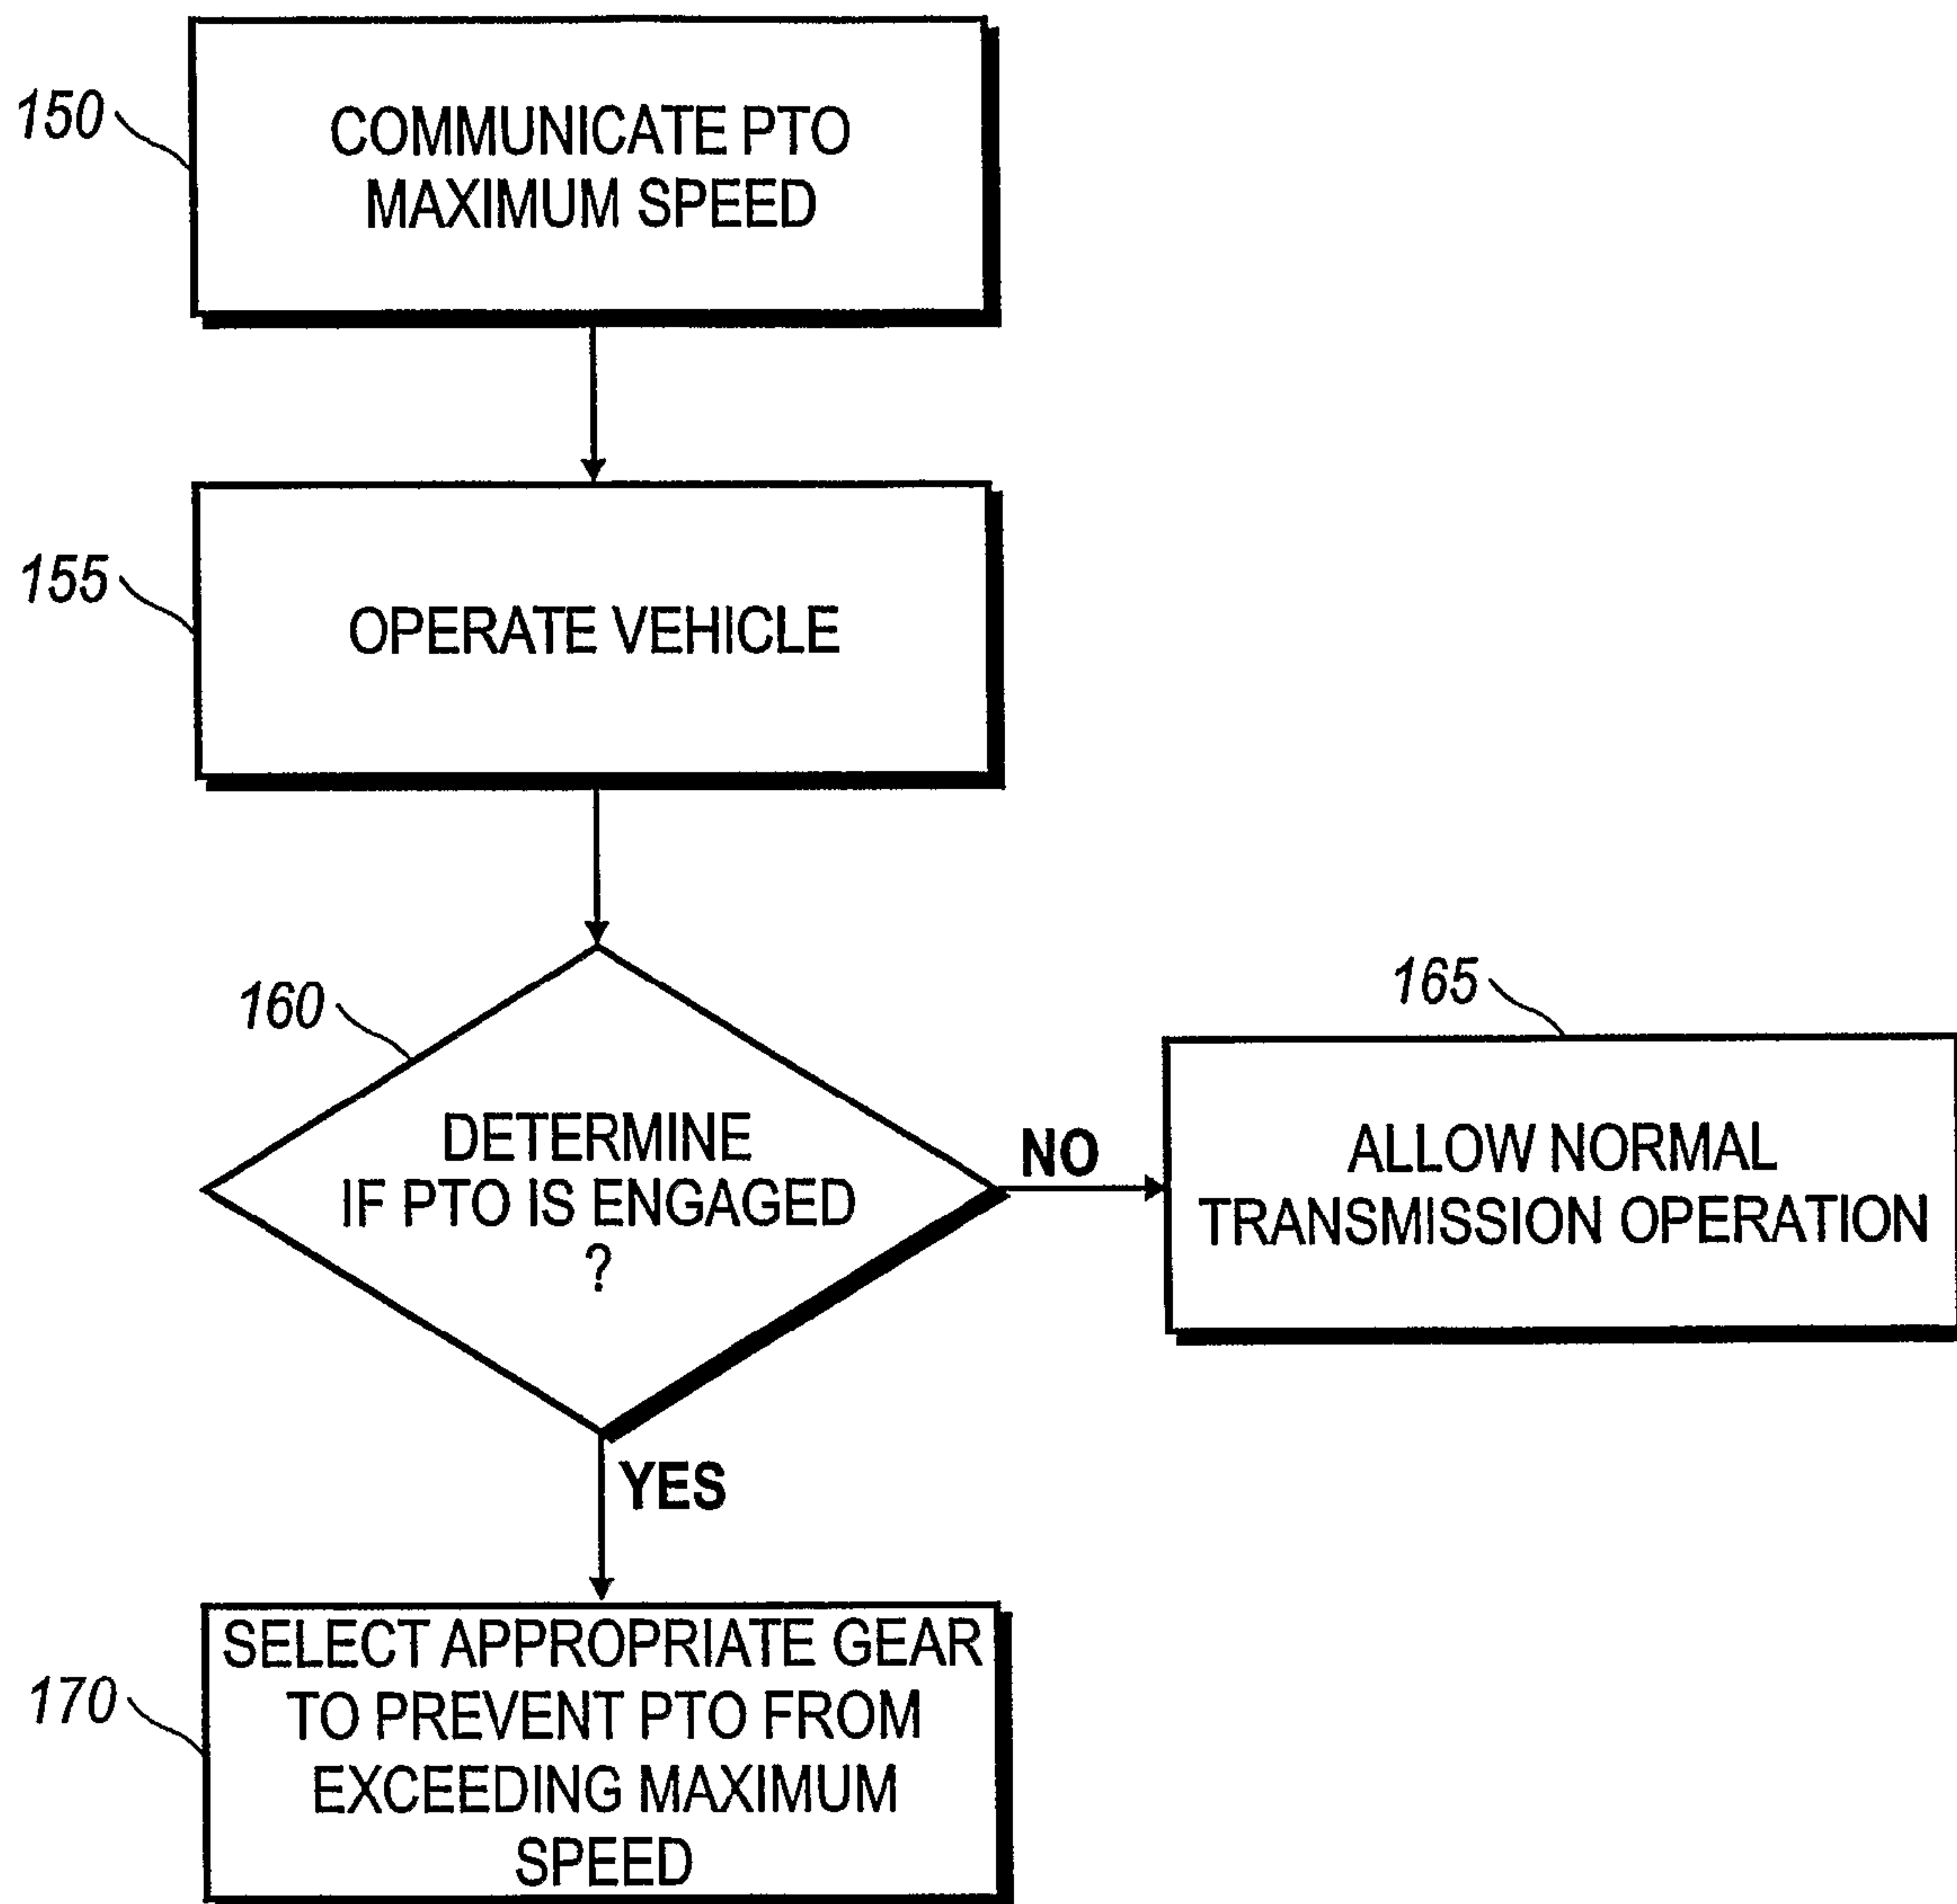 150
COMMUNICATE PTO
MAXIMUM SPEED
155
OPERATE VEHICLE
160
DETERMINE
IF PTO IS ENGAGED
?
NO
165
ALLOW NORMAL
TRANSMISSION OPERATION
YES
170
SELECT APPROPRIATE GEAR
TO PREVENT PTO FROM
EXCEEDING MAXIMUM
SPEED